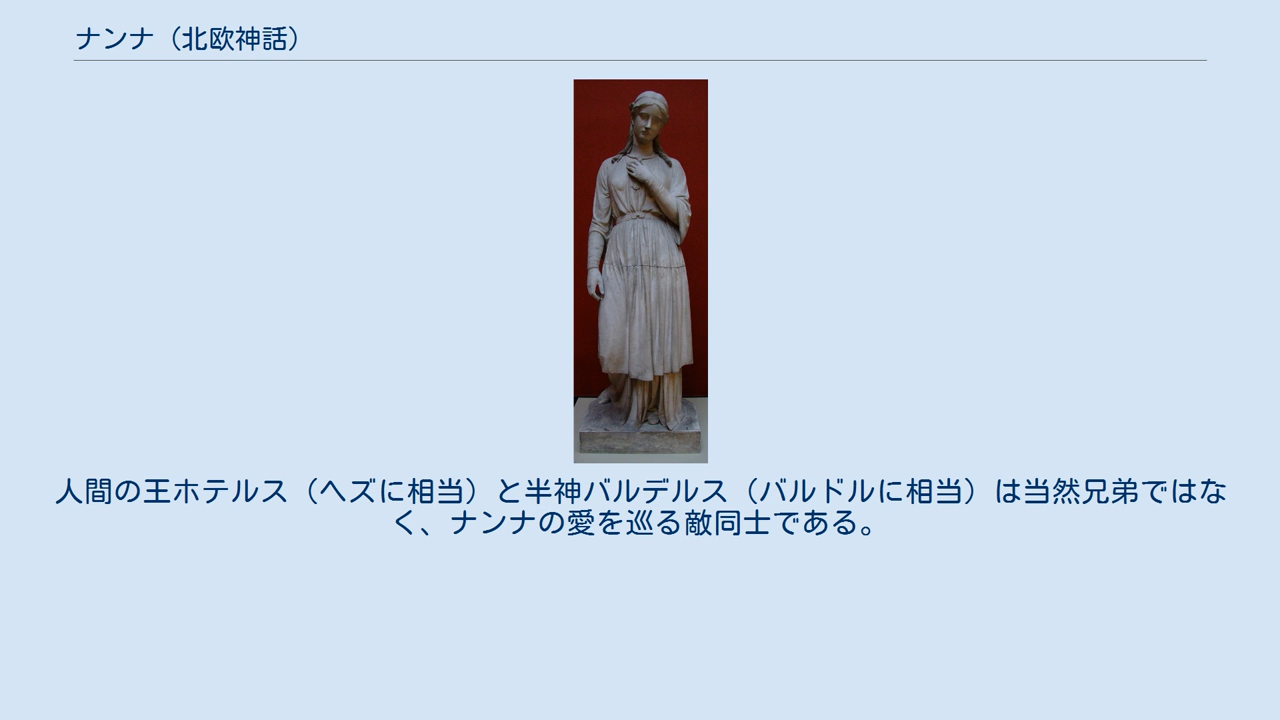 ナンナ（北欧神話）
人間の王ホテルス（ヘズに相当）と半神バルデルス（バルドルに相当）は当然兄弟ではな
く、ナンナの愛を巡る敵同士である。